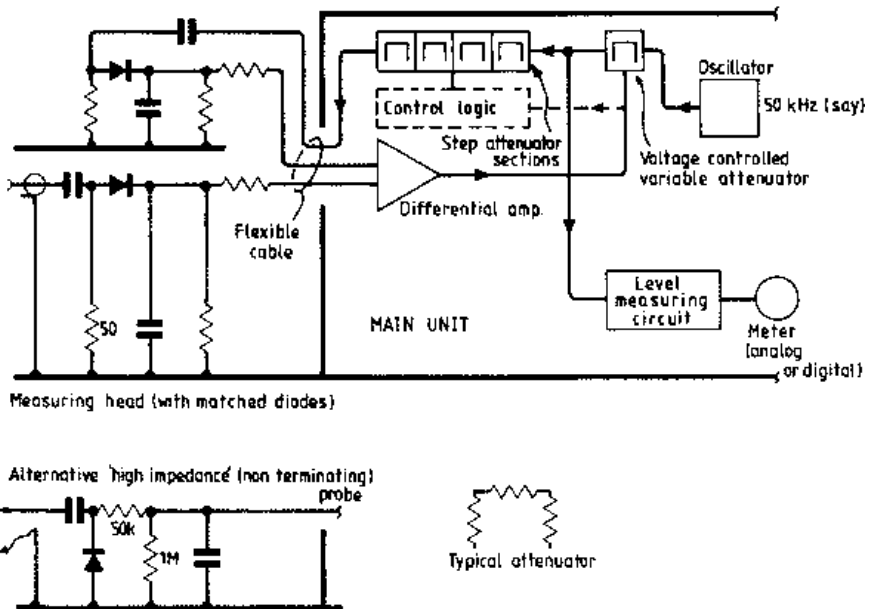 Oscillator
50 kHz (say)
Control logic
Step attenuator
sections
Voltage controlled
variable attenuator
Differential amp.
Flexible
cable
50
MAIN UNIT
Level
measuring
circuit
Meter
(analog
or digital)
Measuring head (with matched diodes)
Alternative 'high impedance' (non terminating)
probe
50k
1M
Typical attenuator